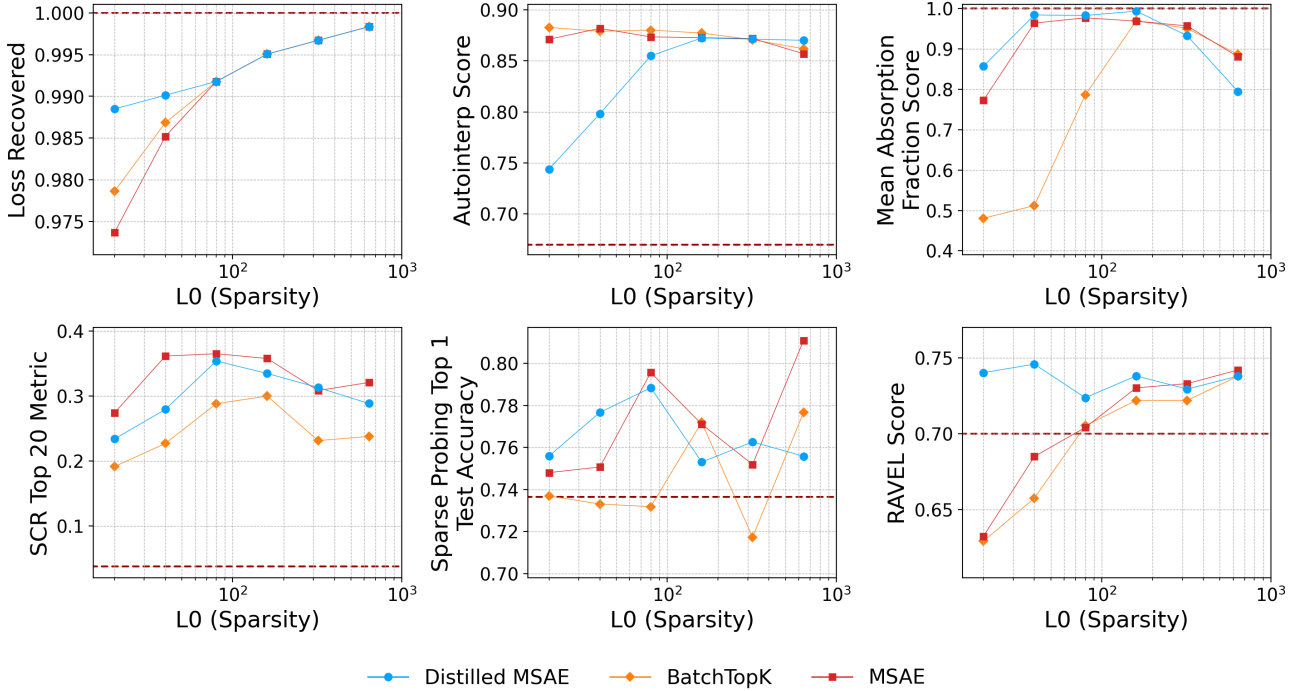 1.000
0.995
0.990
0.985
0.980
0.975
Loss Recovered
10²
10³
L0 (Sparsity)
0.90
0.85
0.80
0.75
0.70
Autointerp Score
10²
10³
L0 (Sparsity)
1.0
0.9
0.8
0.7
0.6
0.5
0.4
Mean Absorption
Fraction Score
10²
10³
L0 (Sparsity)
0.4
0.3
0.2
0.1
SCR Top 20 Metric
10²
10³
L0 (Sparsity)
0.80
0.78
0.76
0.74
0.72
0.70
Sparse Probing Top 1
Test Accuracy
10²
10³
L0 (Sparsity)
0.75
0.70
0.65
RAVEL Score
10²
10³
L0 (Sparsity)
Distilled MSAE
BatchTopK
MSAE